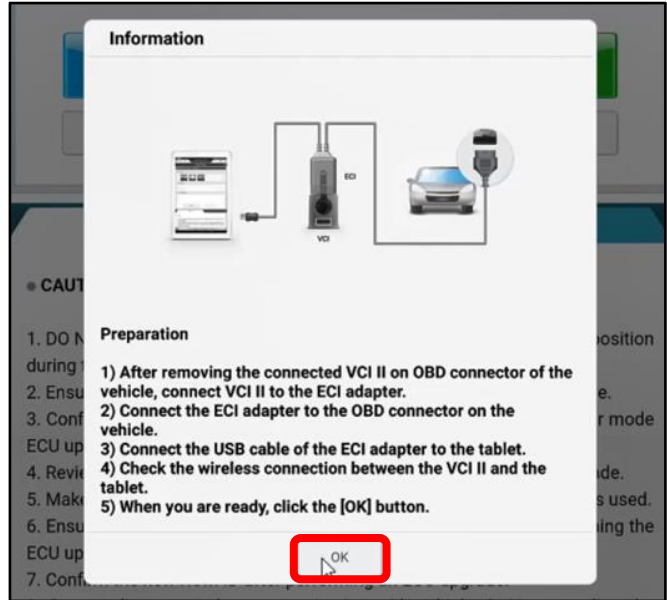 Information
ECI
VCI
● CAUT
1. DO N
osition
during t
2. Ensu
e.
3. Conf
r mode
ECU up
4. Revie
de.
5. Make
s used.
6. Ensu
ing the
ECU up
7. Conf
Preparation
1) After removing the connected VCI II on OBD connector of the
vehicle, connect VCI II to the ECI adapter.
2) Connect the ECI adapter to the OBD connector on the
vehicle.
3) Connect the USB cable of the ECI adapter to the tablet.
4) Check the wireless connection between the VCI II and the
tablet.
5) When you are ready, click the [OK] button.
OK